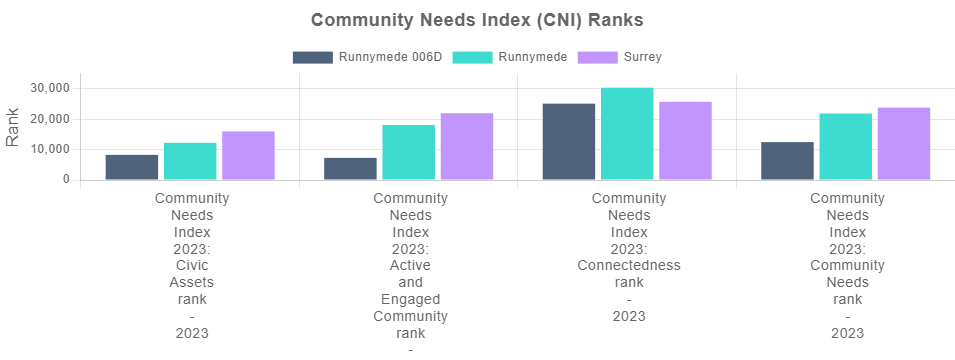 Community Needs Index (CNI) Ranks
Runnymede 006D Runnymede Surrey
Rank
30,000
20,000
10,000
0
Community
Needs
Index
2023:
Civic
Assets
rank
-
2023
Community
Needs
Index
2023:
Active
and
Engaged
Community
rank
-
Community
Needs
Index
2023:
Connectedness
rank
-
2023
Community
Needs
Index
2023:
Community
Needs
rank
-
2023